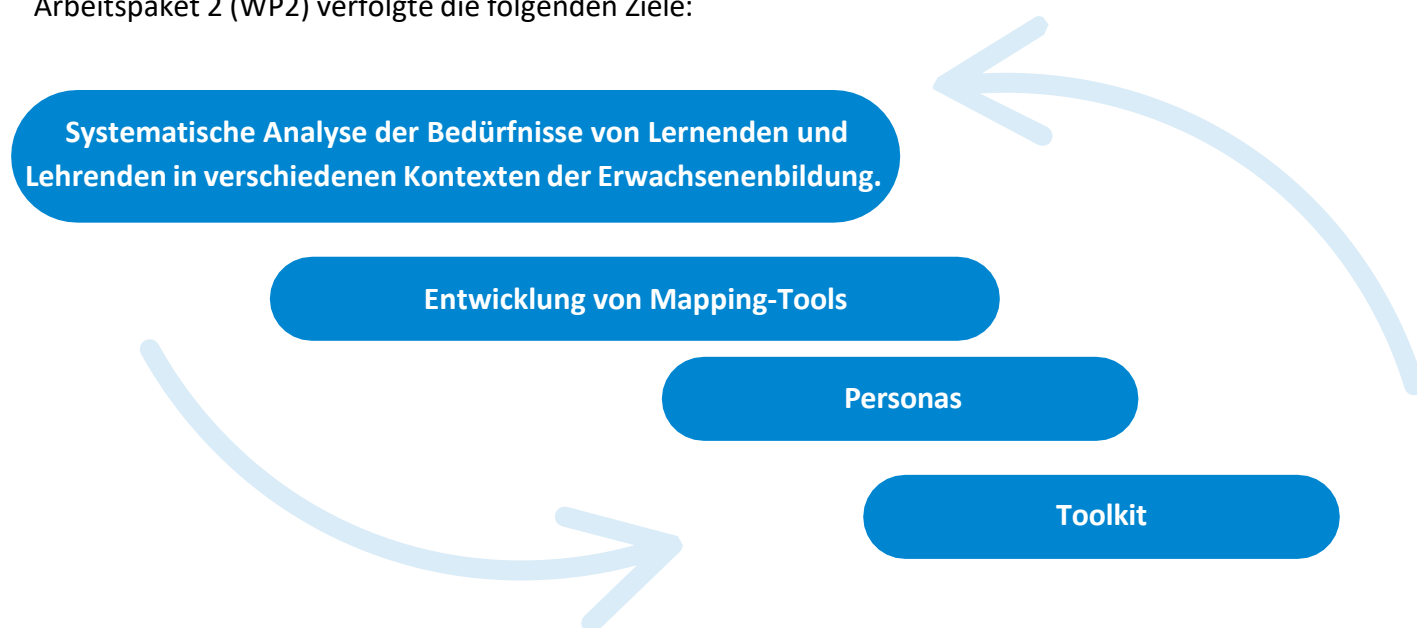 Arbeitspaket 2 (WP2) verfolgte die folgenden Ziele:
Systematische Analyse der Bedürfnisse von Lernenden und
Lehrenden in verschiedenen Kontexten der Erwachsenenbildung.
Entwicklung von Mapping-Tools
Personas
Toolkit